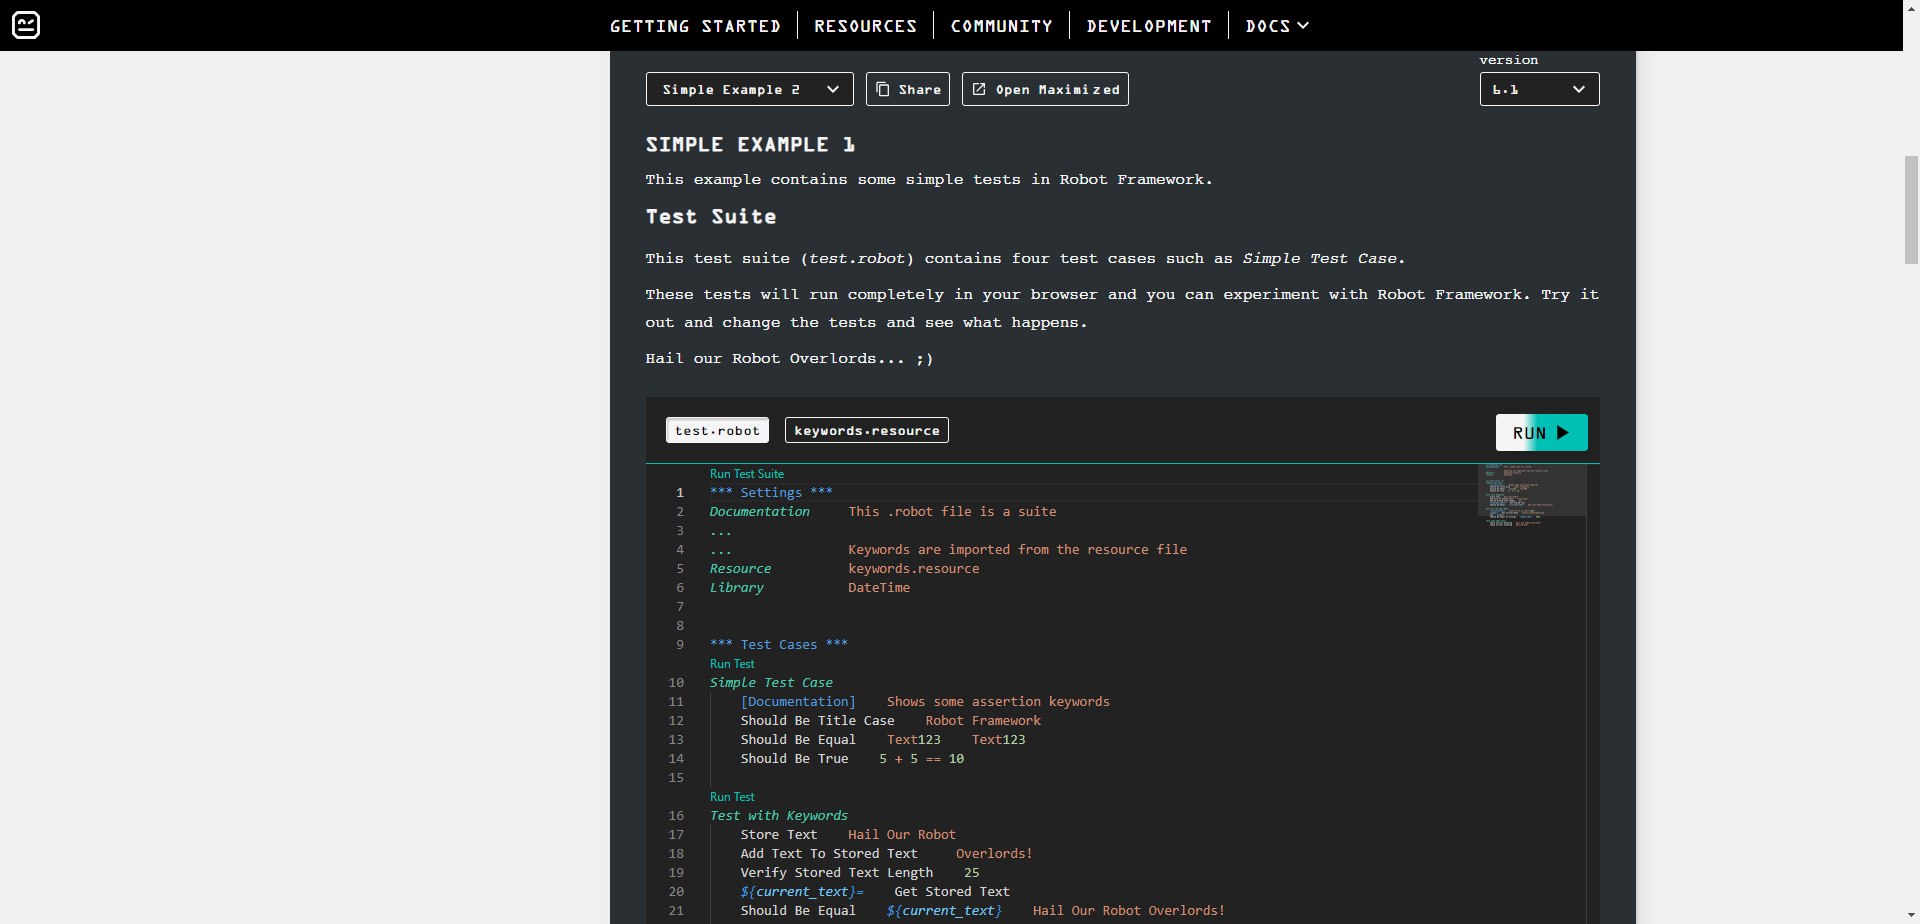 GETTING STARTED RESOURCES COMMUNITY DEVELOPMENT DOCS
version
Simple Example 2 Share Open Maximized 6.1
SIMPLE EXAMPLE 1
This example contains some simple tests in Robot Framework.
Test Suite
This test suite (test.robot) contains four test cases such as Simple Test Case.
These tests will run completely in your browser and you can experiment with Robot Framework. Try it
out and change the tests and see what happens.
Hail our Robot Overlords... ;)
test.robot keywords.resource RUN
Run Test Suite
1 *** Settings ***
2 Documentation     This .robot file is a suite
3 ...
4 ...               Keywords are imported from the resource file
5 Resource          keywords.resource
6 Library           DateTime
7
8
9 *** Test Cases ***
Run Test
10 Simple Test Case
11     [Documentation]    Shows some assertion keywords
12     Should Be Title Case    Robot Framework
13     Should Be Equal    Text123    Text123
14     Should Be True    5 + 5 == 10
15
Run Test
16 Test with Keywords
17     Store Text    Hail Our Robot
18     Add Text To Stored Text     Overlords!
19     Verify Stored Text Length    25
20     ${current_text}=    Get Stored Text
21     Should Be Equal    ${current_text}    Hail Our Robot Overlords!